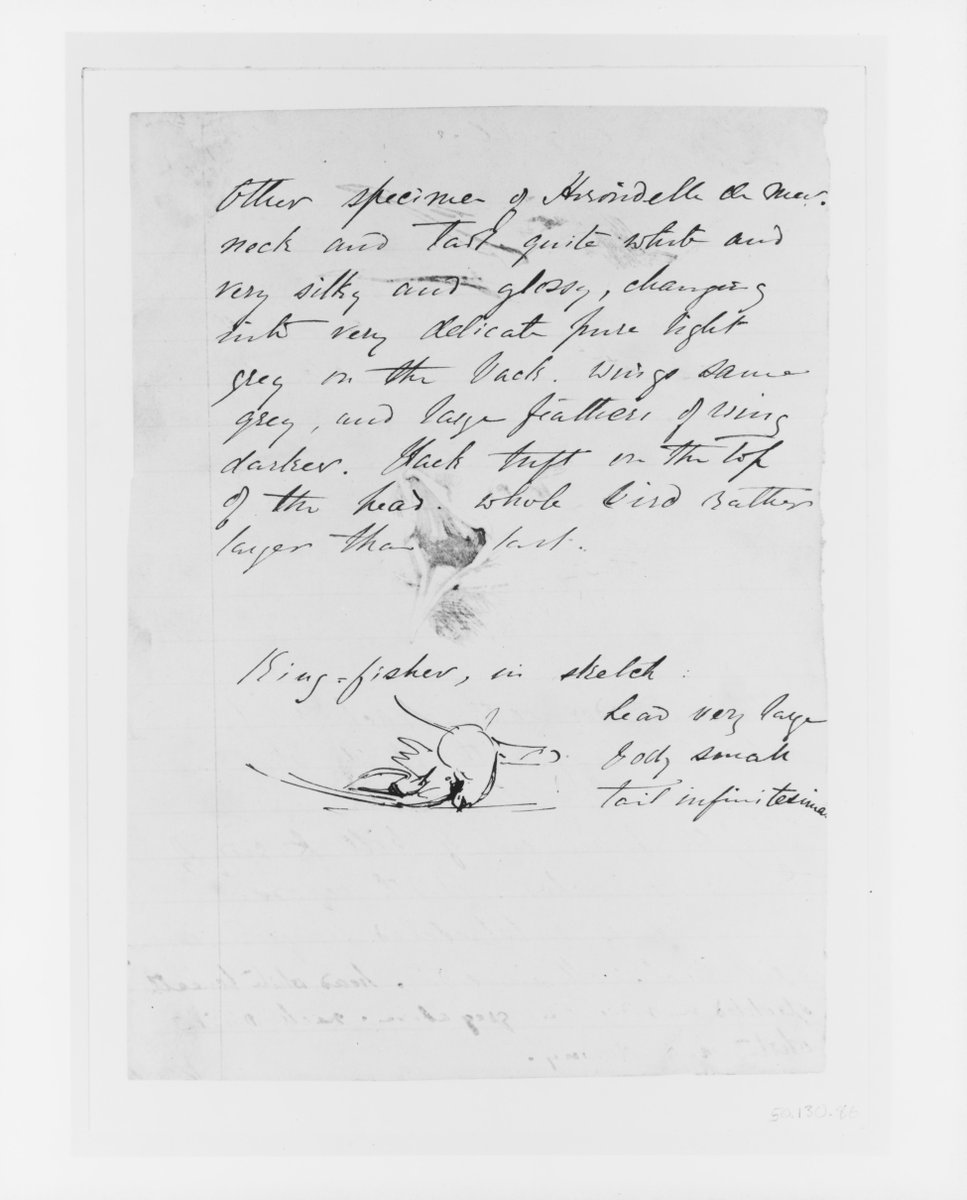 Other specimen of Hirondelle de Mer.
neck and tail quite white and
very silky and glossy, changing
into very delicate pure light
grey on the back. Wings same
grey, and large feathers of wing
darker. Black tuft on the top
of the head. whole bird rather
larger than last.
King-fisher, in sketch:
head very large
body small
tail infinitesimal
50.130.86